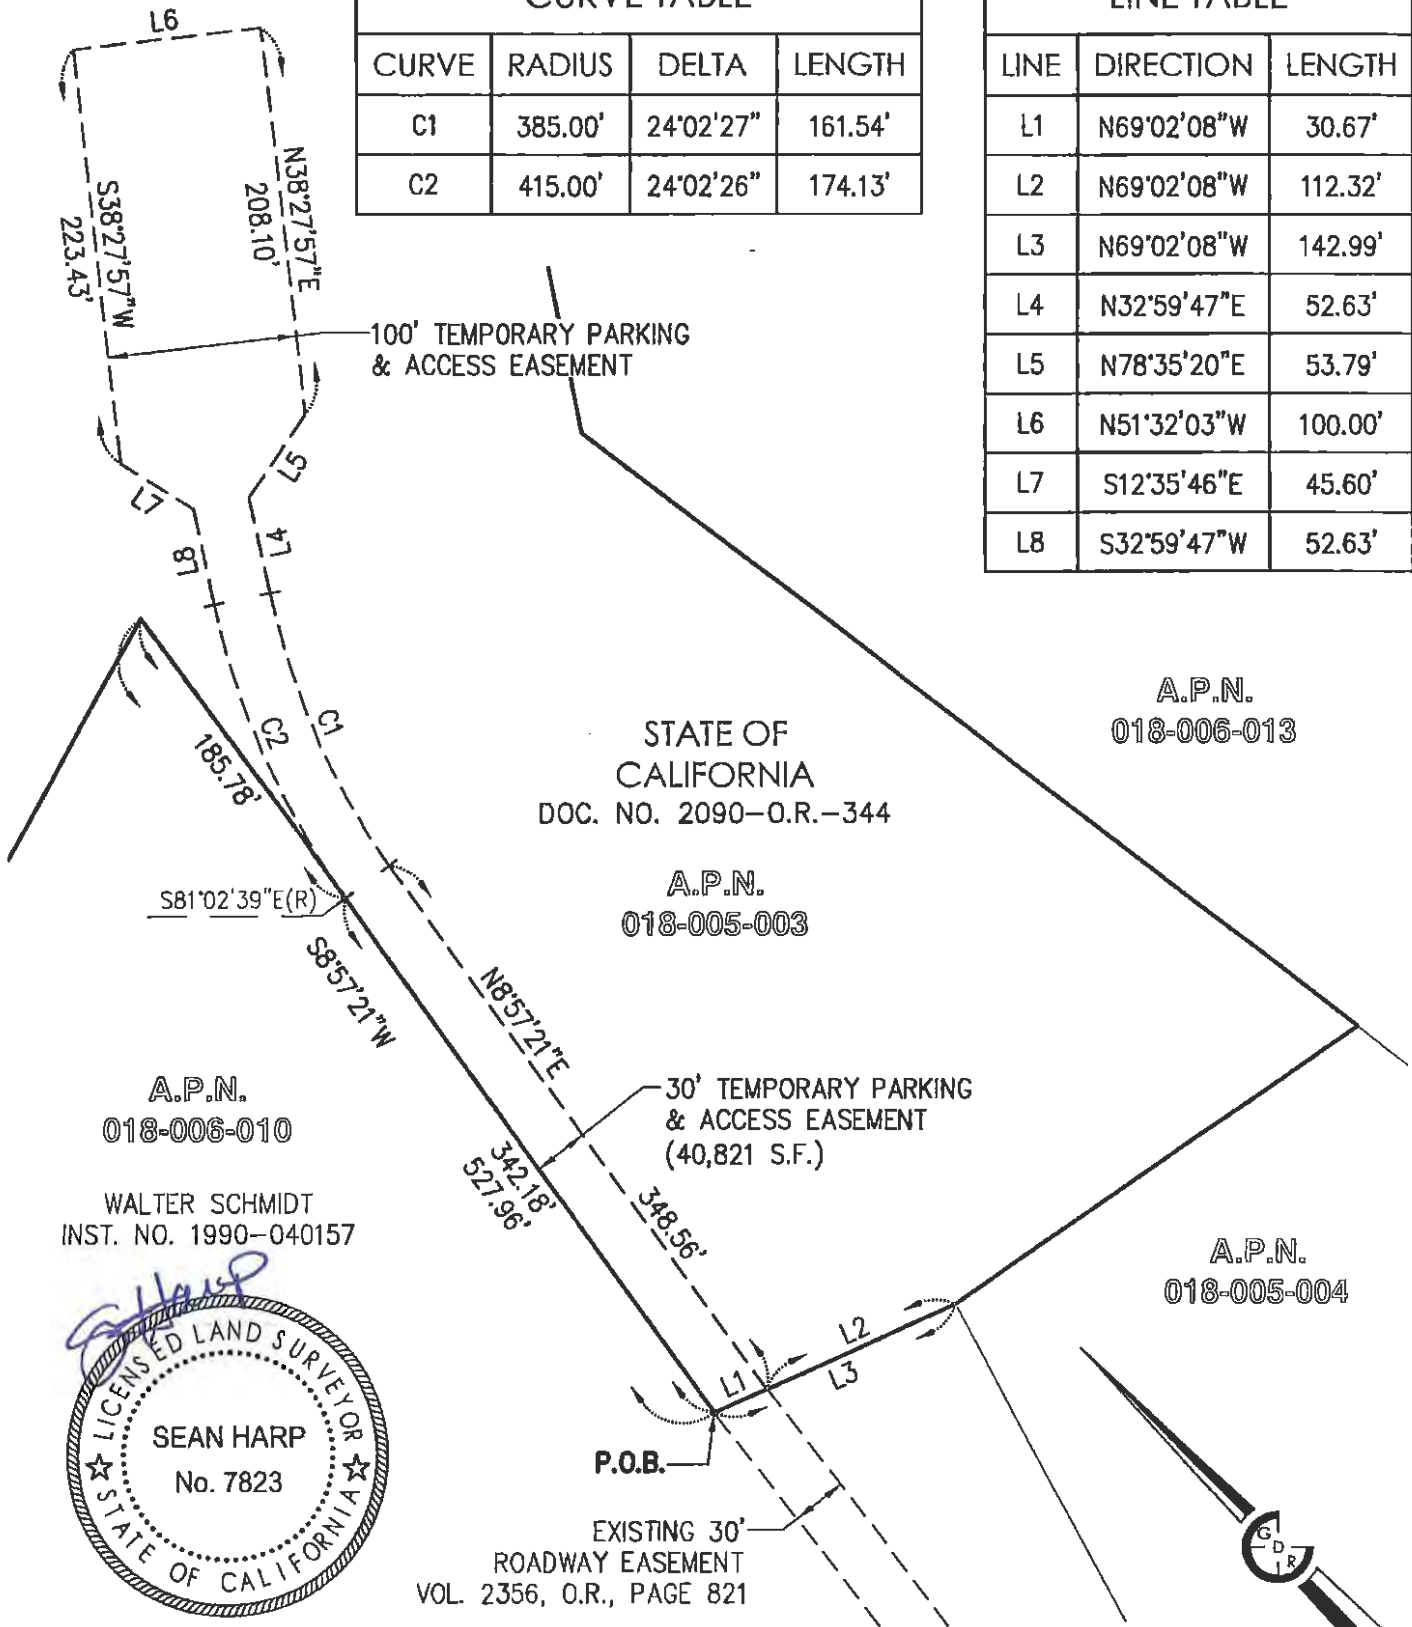 CURVE TABLE
CURVE RADIUS DELTA LENGTH
C1 385.00' 24°02'27" 161.54'
C2 415.00' 24°02'26" 174.13'
LINE TABLE
LINE DIRECTION LENGTH
L1 N69°02'08"W 30.67'
L2 N69°02'08"W 112.32'
L3 N69°02'08"W 142.99'
L4 N32°59'47"E 52.63'
L5 N78°35'20"E 53.79'
L6 N51°32'03"W 100.00'
L7 S12°35'46"E 45.60'
L8 S32°59'47"W 52.63'
L6
N38°27'57"E
208.10'
S38°27'57"W
223.43'
100' TEMPORARY PARKING
& ACCESS EASEMENT
L5
L7
L4
L8
C1
C2
185.78'
STATE OF
CALIFORNIA
DOC. NO. 2090-O.R.-344
A.P.N.
018-005-003
A.P.N.
018-006-013
S81°02'39"E(R)
S8°57'21"W
N8°57'21"E
30' TEMPORARY PARKING
& ACCESS EASEMENT
(40,821 S.F.)
342.18'
527.96'
348.56'
A.P.N.
018-006-010
WALTER SCHMIDT
INST. NO. 1990-040157
A.P.N.
018-005-004
L1
L2
L3
P.O.B.
EXISTING 30'
ROADWAY EASEMENT
VOL. 2356, O.R., PAGE 821
LICENSED LAND SURVEYOR
SEAN HARP
No. 7823
STATE OF CALIFORNIA
G
D
R